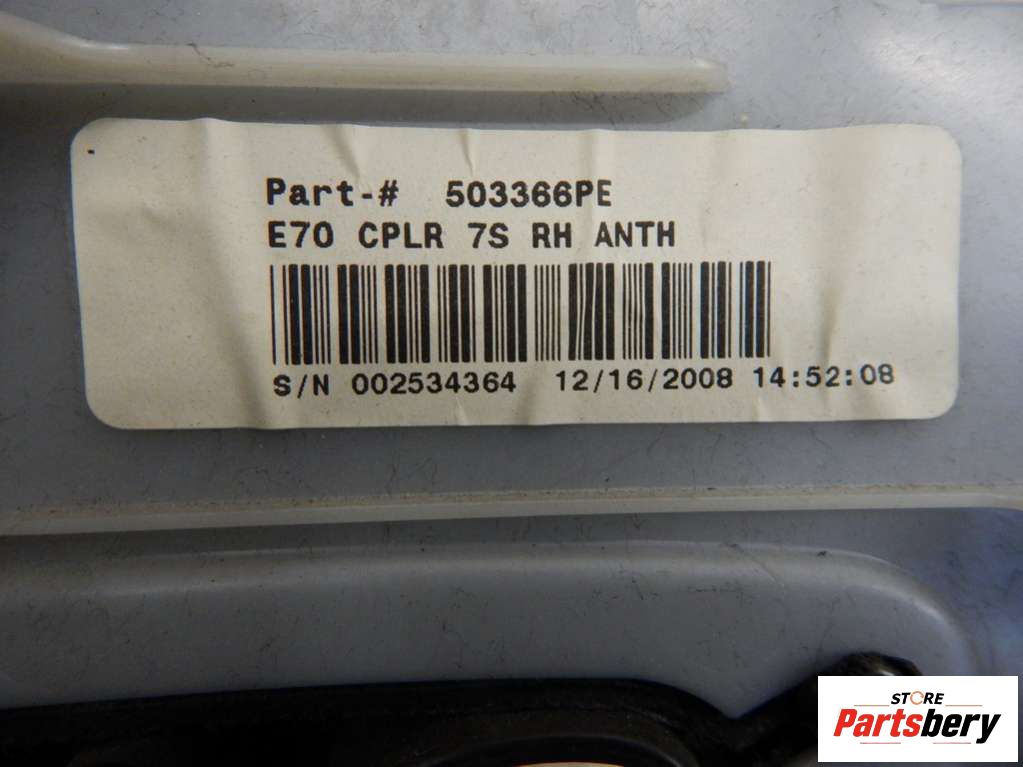 Part-# 503366PE
E70 CPLR 7S RH ANTH
S/N 002534364 12/16/2008 14:52:08
STORE
Partsbery